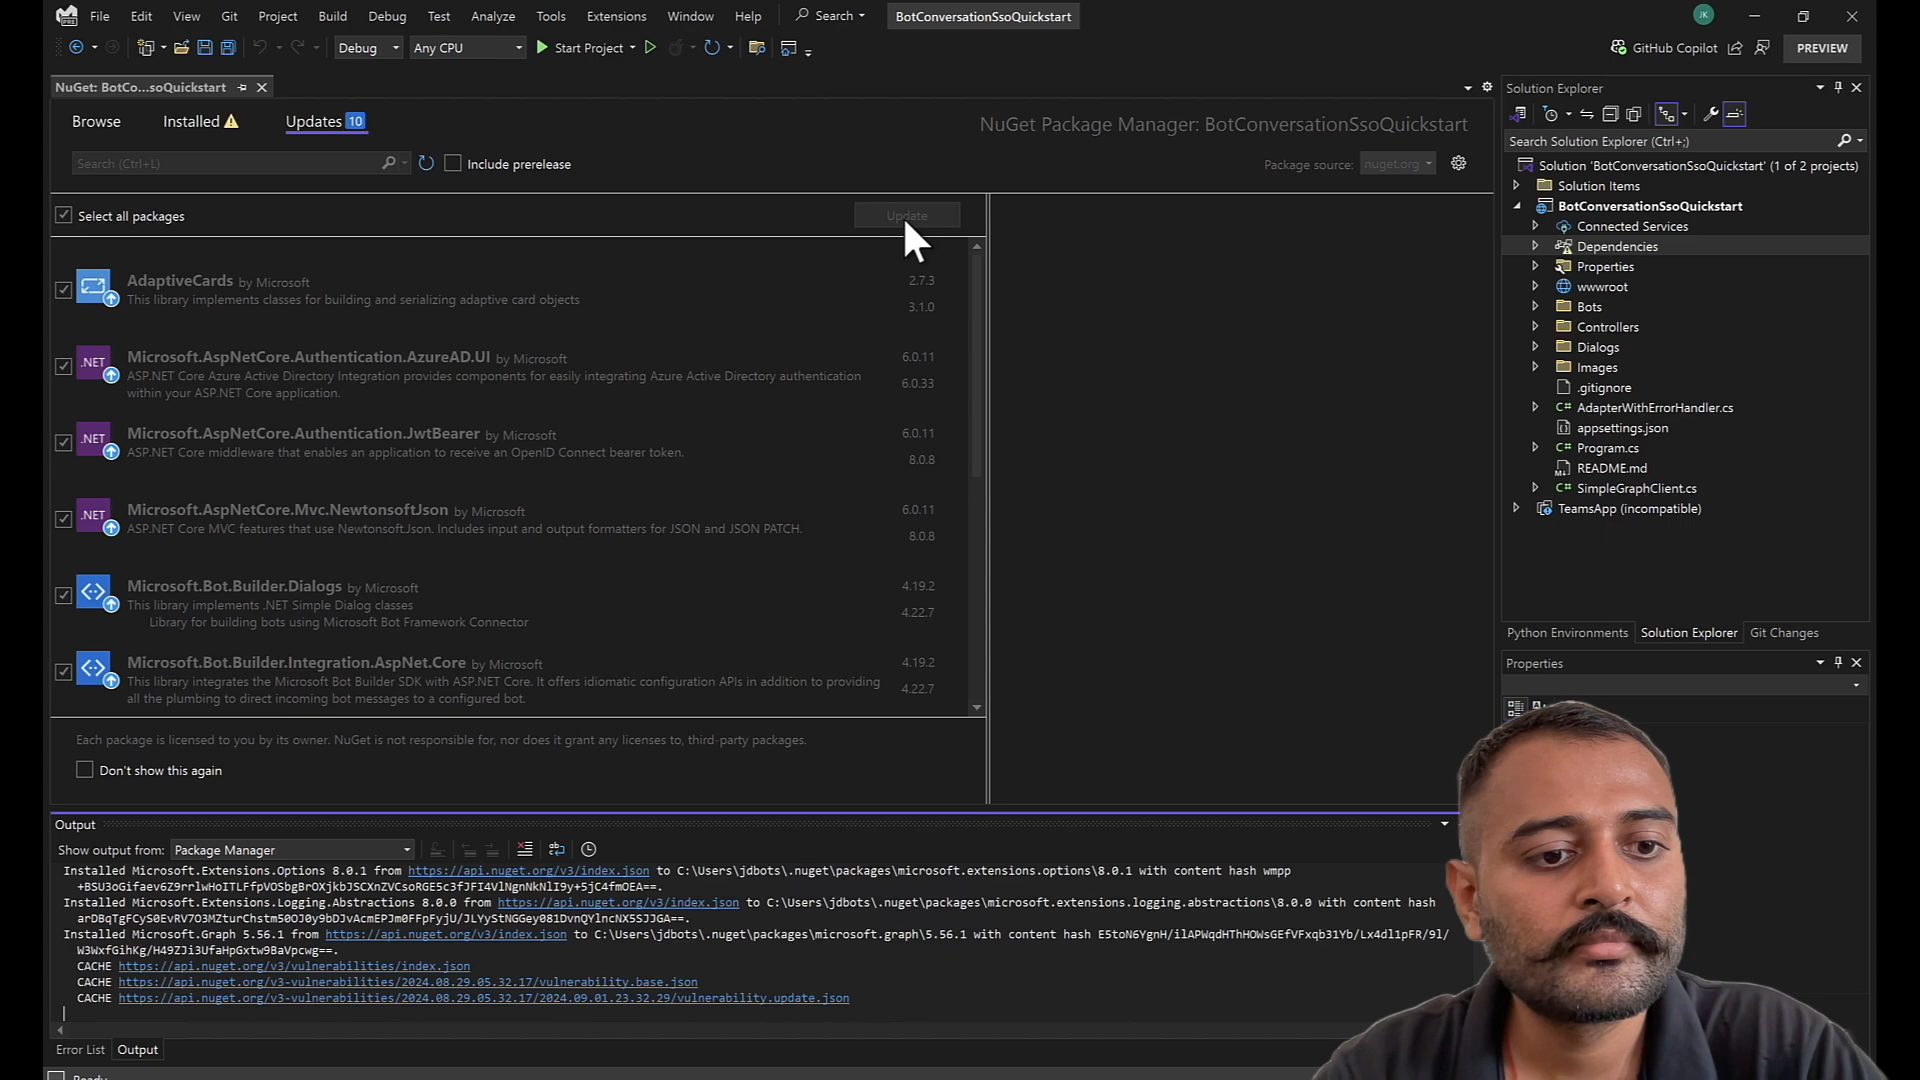 File Edit View Git Project Build Debug Test Analyze Tools Extensions Window Help Search BotConversationSsoQuickstart JK
Debug Any CPU Start Project GitHub Copilot PREVIEW
NuGet: BotCo...soQuickstart
Browse Installed Updates 10
NuGet Package Manager: BotConversationSsoQuickstart
Search (Ctrl+L) Include prerelease Package source: nuget.org
Select all packages Update
AdaptiveCards by Microsoft 2.7.3
This library implements classes for building and serializing adaptive card objects
3.1.0
Microsoft.AspNetCore.Authentication.AzureAD.UI by Microsoft 6.0.11
ASP.NET Core Azure Active Directory Integration provides components for easily integrating Azure Active Directory authentication 6.0.33
within your ASP.NET Core application.
.NET
Microsoft.AspNetCore.Authentication.JwtBearer by Microsoft 6.0.11
ASP.NET Core middleware that enables an application to receive an OpenID Connect bearer token.
8.0.8
.NET
Microsoft.AspNetCore.Mvc.NewtonsoftJson by Microsoft 6.0.11
ASP.NET Core MVC features that use Newtonsoft.Json. Includes input and output formatters for JSON and JSON PATCH.
8.0.8
.NET
Microsoft.Bot.Builder.Dialogs by Microsoft 4.19.2
This library implements .NET Simple Dialog classes
4.22.7
Library for building bots using Microsoft Bot Framework Connector
Microsoft.Bot.Builder.Integration.AspNet.Core by Microsoft 4.19.2
This library integrates the Microsoft Bot Builder SDK with ASP.NET Core. It offers idiomatic configuration APIs in addition to providing 4.22.7
all the plumbing to direct incoming bot messages to a configured bot.
Each package is licensed to you by its owner. NuGet is not responsible for, nor does it grant any licenses to, third-party packages.
Don't show this again
Output
Show output from: Package Manager
Installed Microsoft.Extensions.Options 8.0.1 from https://api.nuget.org/v3/index.json to C:\Users\jdbots\.nuget\packages\microsoft.extensions.options\8.0.1 with content hash wmpp
+BSU3oGifaev6Z9rrlwHoITLFfpVOSbgBrOXjkbJSCXnZVCsoRGE5c3fJFI4VlNgnNkNlI9y+5jC4fmOEA==.
Installed Microsoft.Extensions.Logging.Abstractions 8.0.0 from https://api.nuget.org/v3/index.json to C:\Users\jdbots\.nuget\packages\microsoft.extensions.logging.abstractions\8.0.0 with content hash
arDBqTgFCyS0EvRV7O3MZturChstm50OJ0y9bDJvAcmEPJm0FFpFyjU/JLYyStNGGey081DvnQYlncNX5SJJGA==.
Installed Microsoft.Graph 5.56.1 from https://api.nuget.org/v3/index.json to C:\Users\jdbots\.nuget\packages\microsoft.graph\5.56.1 with content hash E5toN6YgnH/ilAPWqdHThHOWsGEfVFxqb31Yb/Lx4dl1pFR/9l/
W3WxfGihKg/H49ZJi3UfaHpGxtw9BaVpcwg==.
CACHE https://api.nuget.org/v3/vulnerabilities/index.json
CACHE https://api.nuget.org/v3-vulnerabilities/2024.08.29.05.32.17/vulnerability.base.json
CACHE https://api.nuget.org/v3-vulnerabilities/2024.08.29.05.32.17/2024.09.01.23.32.29/vulnerability.update.json
Error List Output
Ready
Solution Explorer
Search Solution Explorer (Ctrl+;)
Solution 'BotConversationSsoQuickstart' (1 of 2 projects)
Solution Items
BotConversationSsoQuickstart
Connected Services
Dependencies
Properties
wwwroot
Bots
Controllers
Dialogs
Images
.gitignore
C# AdapterWithErrorHandler.cs
appsettings.json
C# Program.cs
README.md
C# SimpleGraphClient.cs
TeamsApp (incompatible)
Python Environments Solution Explorer Git Changes
Properties